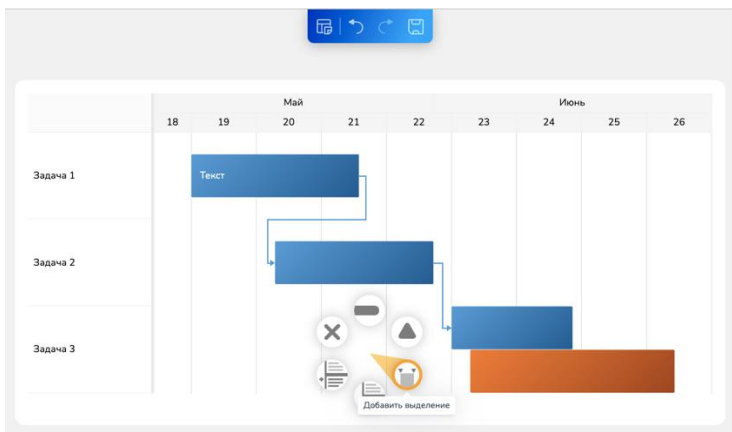 Май Июнь
18 19 20 21 22 23 24 25 26
Задача 1
Текст
Задача 2
Задача 3
Добавить выделение